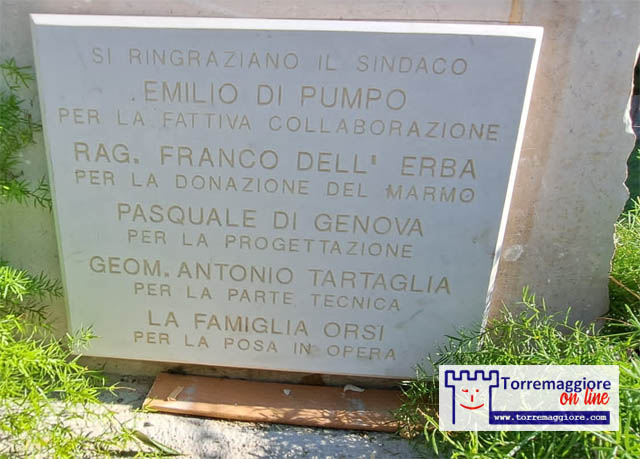 SI RINGRAZIANO IL SINDACO
EMILIO DI PUMPO
PER LA FATTIVA COLLABORAZIONE
RAG. FRANCO DELL' ERBA
PER LA DONAZIONE DEL MARMO
PASQUALE DI GENOVA
PER LA PROGETTAZIONE
GEOM. ANTONIO TARTAGLIA
PER LA PARTE TECNICA
LA FAMIGLIA ORSI
PER LA POSA IN OPERA
Torremaggiore
on line
www.torremaggiore.com